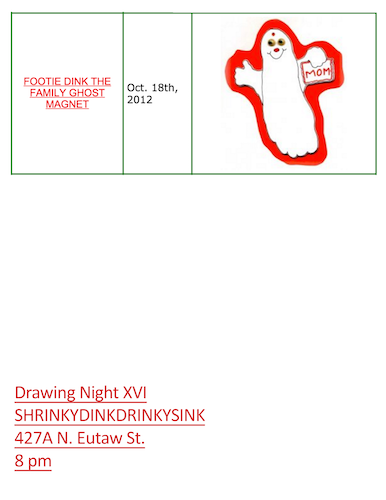 FOOTIE DINK THE
FAMILY GHOST
MAGNET
Oct. 18th,
2012
MOM
Drawing Night XVI
SHRINKYDINKDRINKYSINK
427A N. Eutaw St.
8 pm